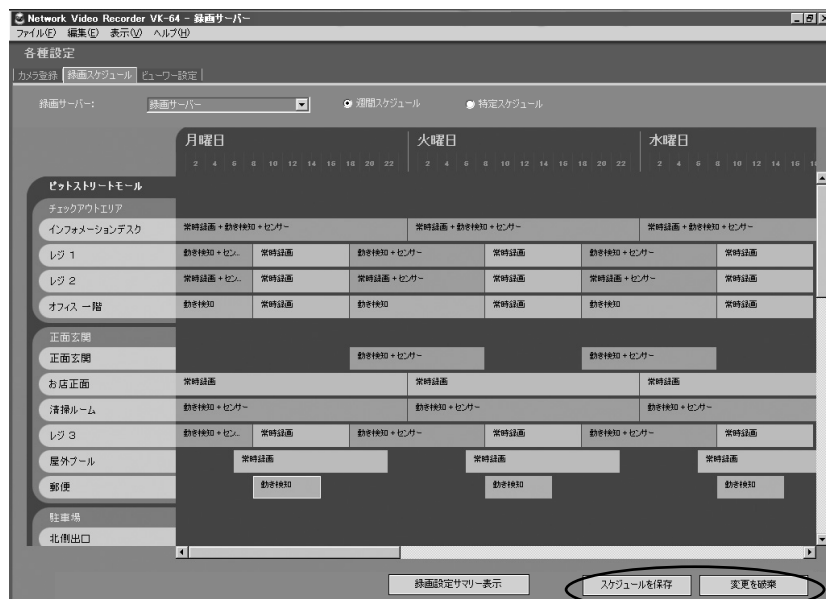 Network Video Recorder VK-64 - 録画サーバー
ファイル(F) 編集(E) 表示(V) ヘルプ(H)
各種設定
カメラ登録 録画スケジュール ビューワー設定
録画サーバー: 録画サーバー 週間スケジュール 特定スケジュール
月曜日 火曜日 水曜日
2 4 6 8 10 12 14 16 18 20 22 2 4 6 8 10 12 14 16 18 20 22 2 4 6 8 10 12 14 16
ピットストリートモール
チェックアウトエリア
インフォメーションデスク 常時録画+動き検知+センサー 常時録画+動き検知+センサー 常時録画+動き検知+センサー
レジ 1 動き検知+セン.. 常時録画 動き検知+センサー 常時録画 動き検知+センサー 常時録画
レジ 2 常時録画+セン.. 常時録画 常時録画+センサー 常時録画 常時録画+センサー 常時録画
オフィス 一階 動き検知 常時録画 動き検知 常時録画 動き検知 常時録画
正面玄関
正面玄関 動き検知+センサー 動き検知+センサー
お店正面 常時録画 常時録画 常時録画
清掃ルーム 動き検知+センサー 動き検知+センサー 動き検知+センサー
レジ 3 動き検知+セン.. 常時録画 動き検知+センサー 常時録画 動き検知+センサー 常時録画
屋外プール 常時録画 常時録画 常時録画
郵便 動き検知 動き検知 動き検知
駐車場
北側出口
録画設定サマリー表示 スケジュールを保存 変更を破棄